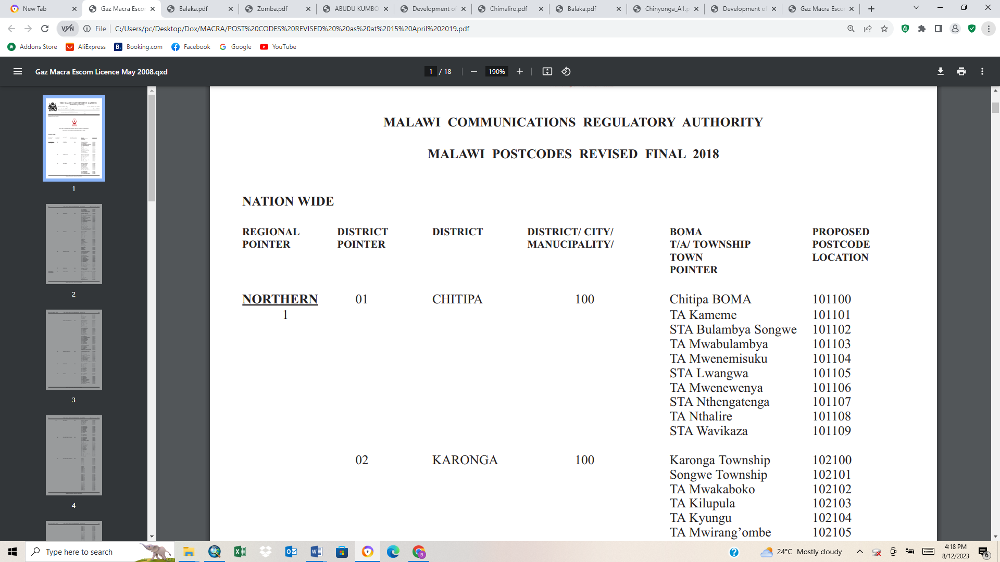 New Tab
Gaz Macra Esco
Balaka.pdf
Zomba.pdf
ABUDU KUMBO
Development of
Chimaliro.pdf
Balaka.pdf
Chinyonga_A1.p
Development of
Gaz Macra Esco
VPN
File
C:/Users/pc/Desktop/Dox/MACRA/POST%20CODES%20REVISED%20%20as%20at%2015%20April%202019.pdf
Addons Store
AliExpress
Booking.com
Facebook
Google
YouTube
Gaz Macra Escom Licence May 2008.qxd
1 / 18
190%
1
2
3
4
MALAWI COMMUNICATIONS REGULATORY AUTHORITY
MALAWI POSTCODES REVISED FINAL 2018
NATION WIDE
REGIONAL DISTRICT DISTRICT DISTRICT/ CITY/ BOMA PROPOSED
POINTER POINTER MANUCIPALITY/ T/A/ TOWNSHIP POSTCODE
TOWN LOCATION
POINTER
NORTHERN 01 CHITIPA 100 Chitipa BOMA 101100
1 TA Kameme 101101
STA Bulambya Songwe 101102
TA Mwabulambya 101103
TA Mwenemisuku 101104
STA Lwangwa 101105
TA Mwenewenya 101106
STA Nthengatenga 101107
TA Nthalire 101108
STA Wavikaza 101109
02 KARONGA 100 Karonga Township 102100
Songwe Township 102101
TA Mwakaboko 102102
TA Kilupula 102103
TA Kyungu 102104
TA Mwirang’ombe 102105
Type here to search
24°C Mostly cloudy
4:18 PM
8/12/2023
6